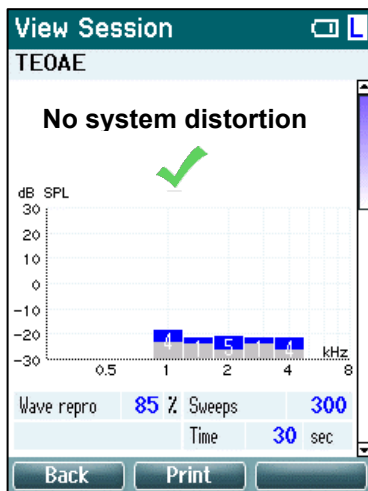 View Session L
TEOAE
No system distortion
dB SPL
30
20
10
0
-10
-20
-30
4 1 5 1 4
kHz
0.5 1 2 4 8
Wave repro 85 % Sweeps 300
Time 30 sec
Back Print